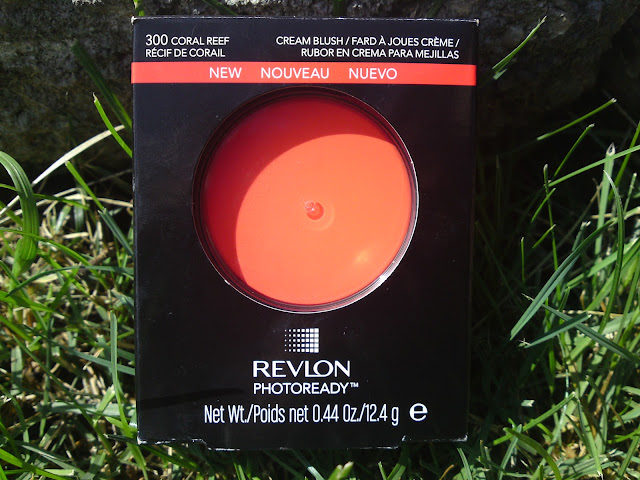 300 CORAL REEF
RÉCIF DE CORAIL
CREAM BLUSH / FARD À JOUES CRÈME /
RUBOR EN CREMA PARA MEJILLAS
NEW NOUVEAU NUEVO
REVLON
PHOTOREADY™
Net Wt./Poids net 0.44 Oz./12.4 g ℮